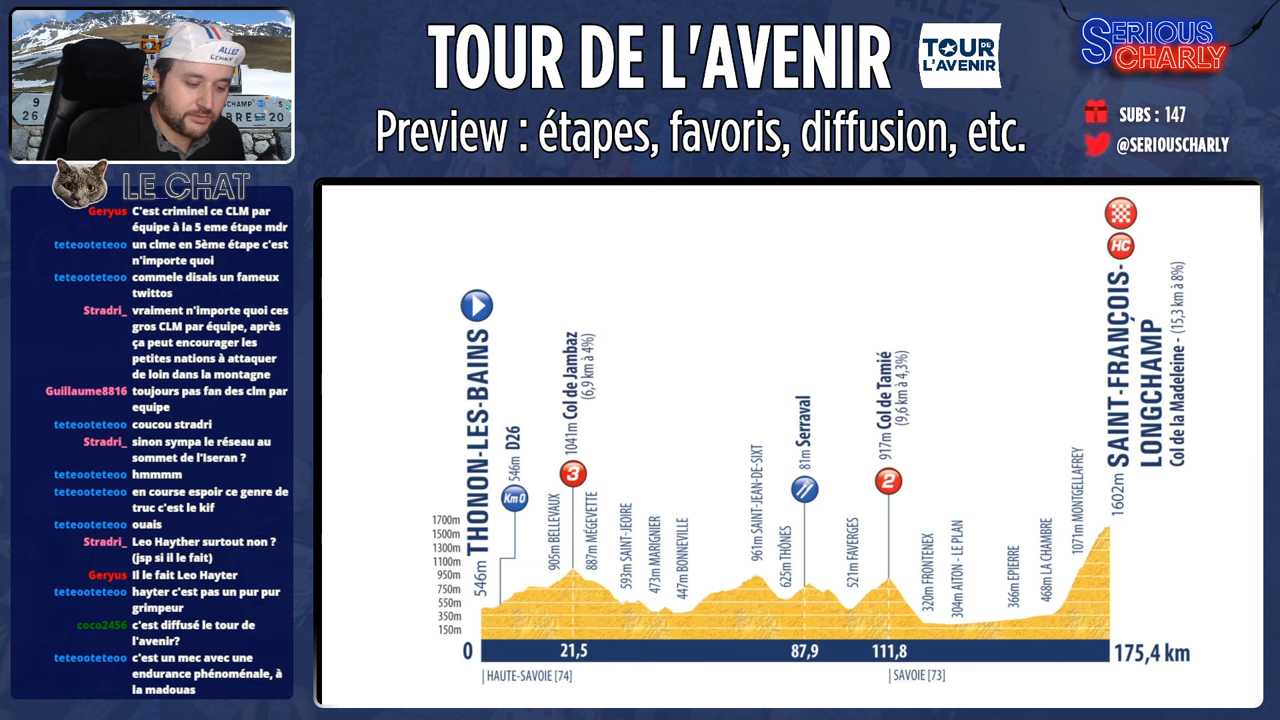 TOUR DE L'AVENIR
TOUR DE L'AVENIR
SERIOUS
CHARLY
Preview : étapes, favoris, diffusion, etc.
SUBS : 147
@SERIOUSCHARLY
ALLEZ
LENNY
9
26
CHAMP
BRE
5
20
LE CHAT
Geryus C'est criminel ce CLM par
équipe à la 5 eme étape mdr
teteooteteoo un clme en 5ème étape c'est
n'importe quoi
teteooteteoo commele disais un fameux
twittos
Stradri_ vraiment n'importe quoi ces
gros CLM par équipe, après
ça peut encourager les
petites nations à attaquer
de loin dans la montagne
Guillaume8816 toujours pas fan des clm par
equipe
teteooteteoo coucou stradri
Stradri_ sinon sympa le réseau au
sommet de l'Iseran ?
teteooteteoo hmmmm
teteooteteoo en course espoir ce genre de
truc c'est le kif
teteooteteoo ouais
Stradri_ Leo Hayther surtout non ?
(jsp si il le fait)
Geryus Il le fait Leo Hayter
teteooteteoo hayter c'est pas un pur pur
grimpeur
coco2456 c'est diffusé le tour de
l'avenir?
teteooteteoo c'est un mec avec une
endurance phénoménale, à
la madouas
1700m
1500m
1300m
1100m
950m
750m
550m
350m
150m
546m THONON-LES-BAINS
546m D26
Km 0
905m BELLEVAUX
1041m Col de Jambaz
(6,9 km à 4%)
3
887m MÉGEVETTE
593m SAINT-JEOIRE
473m MARIGNIER
447m BONNEVILLE
961m SAINT-JEAN-DE-SIXT
625m THÔNES
81m Serraval
521m FAVERGES
917m Col de Tamié
(9,6 km à 4,3%)
2
320m FRONTENEX
304m AITON - LE PLAN
366m EPIERRE
468m LA CHAMBRE
1071m MONTGELLAFREY
HC
1602m SAINT-FRANÇOIS-
LONGCHAMP
Col de la Madeleine - (15,3 km à 8%)
0
21,5
87,9
111,8
175,4 km
HAUTE-SAVOIE [74]
SAVOIE [73]